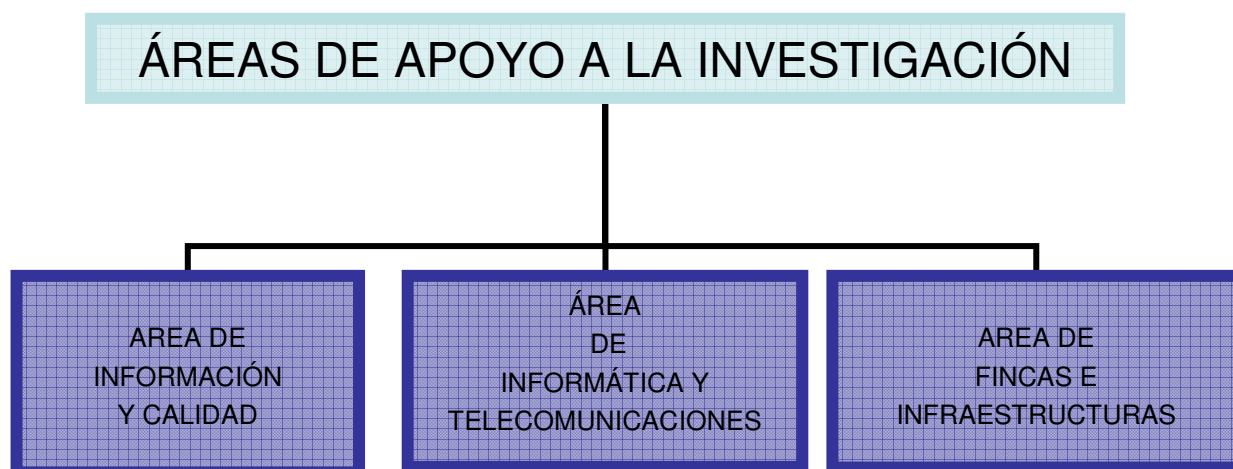 ÁREAS DE APOYO A LA INVESTIGACIÓN
AREA DE
INFORMACIÓN
Y CALIDAD
ÁREA
DE
INFORMÁTICA Y
TELECOMUNICACIONES
AREA DE
FINCAS E
INFRAESTRUCTURAS